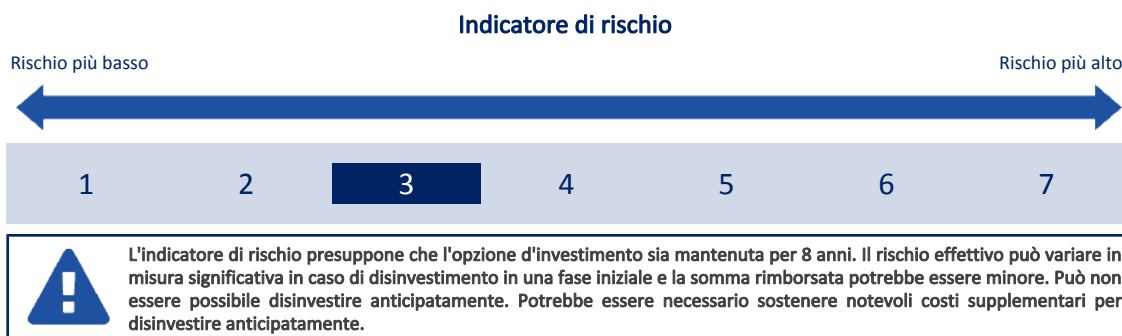 Indicatore di rischio
Rischio più basso
Rischio più alto
1 2 3 4 5 6 7
L'indicatore di rischio presuppone che l'opzione d'investimento sia mantenuta per 8 anni. Il rischio effettivo può variare in
misura significativa in caso di disinvestimento in una fase iniziale e la somma rimborsata potrebbe essere minore. Può non
essere possibile disinvestire anticipatamente. Potrebbe essere necessario sostenere notevoli costi supplementari per
disinvestire anticipatamente.